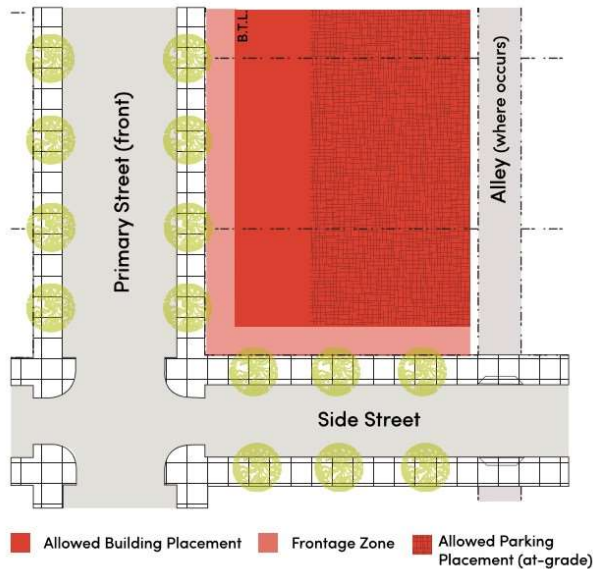 B.T.L.
Primary Street (front)
Alley (where occurs)
Side Street
Allowed Building Placement
Frontage Zone
Allowed Parking
Placement (at-grade)